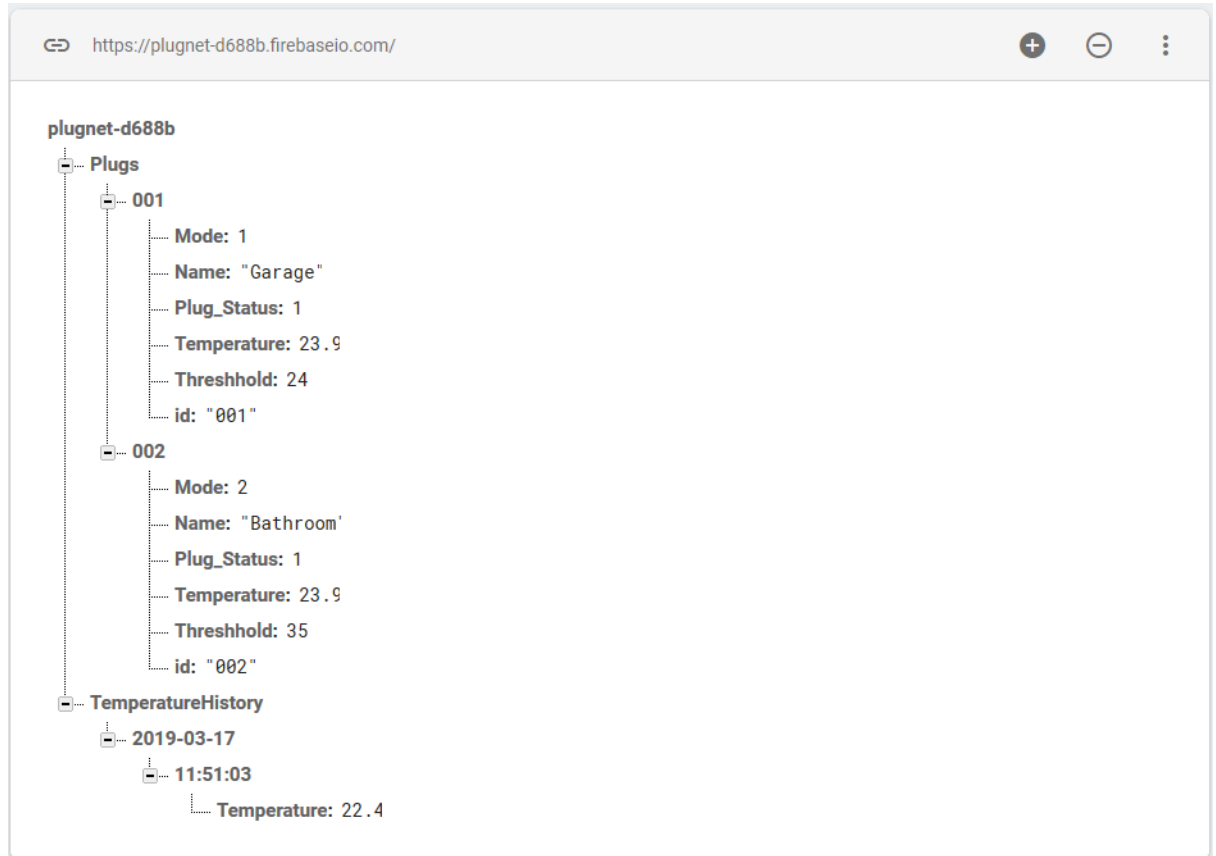 https://plugnet-d688b.firebaseio.com/
plugnet-d688b
Plugs
001
Mode: 1
Name: "Garage"
Plug_Status: 1
Temperature: 23.9
Threshhold: 24
id: "001"
002
Mode: 2
Name: "Bathroom"
Plug_Status: 1
Temperature: 23.9
Threshhold: 35
id: "002"
TemperatureHistory
2019-03-17
11:51:03
Temperature: 22.4